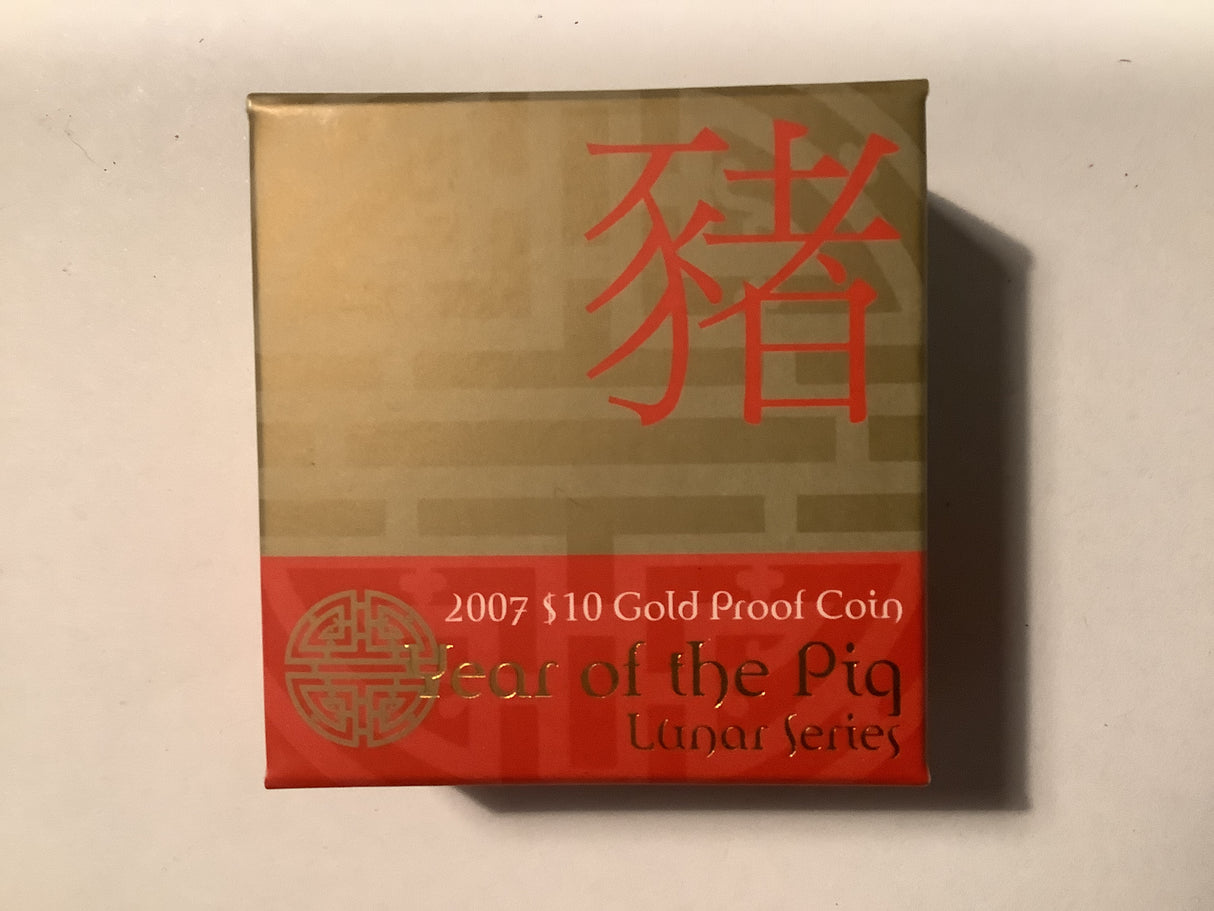 豬
2007 $10 Gold Proof Coin
Year of the Pig
Lunar Series